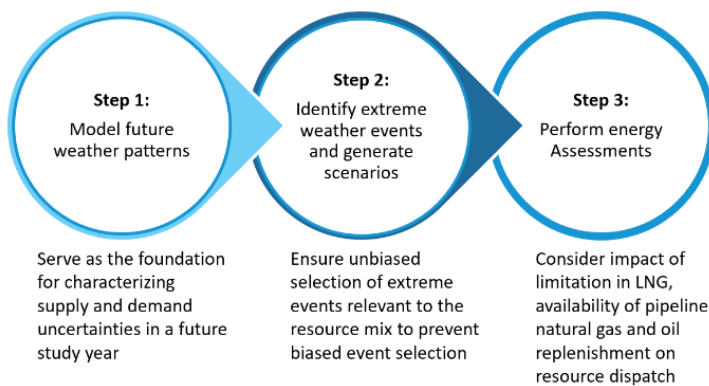 Step 1:
Model future
weather patterns
Step 2:
Identify extreme
weather events
and generate
scenarios
Step 3:
Perform energy
Assessments
Serve as the foundation
for characterizing
supply and demand
uncertainties in a future
study year
Ensure unbiased
selection of extreme
events relevant to the
resource mix to prevent
biased event selection
Consider impact of
limitation in LNG,
availability of pipeline
natural gas and oil
replenishment on
resource dispatch